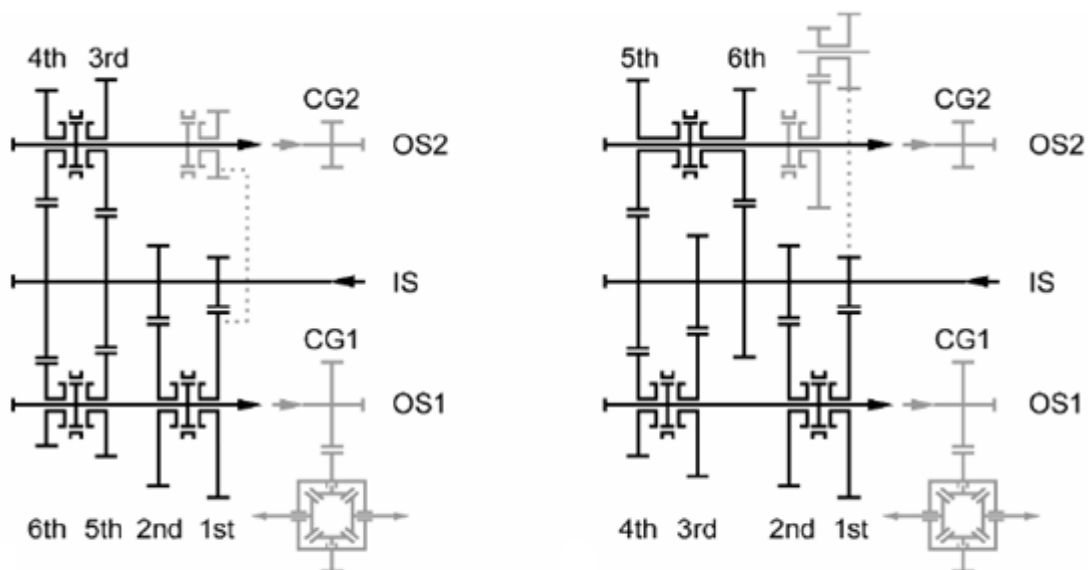 4th 3rd
CG2
OS2
IS
CG1
OS1
6th 5th 2nd 1st
5th 6th
CG2
OS2
IS
CG1
OS1
4th 3rd 2nd 1st